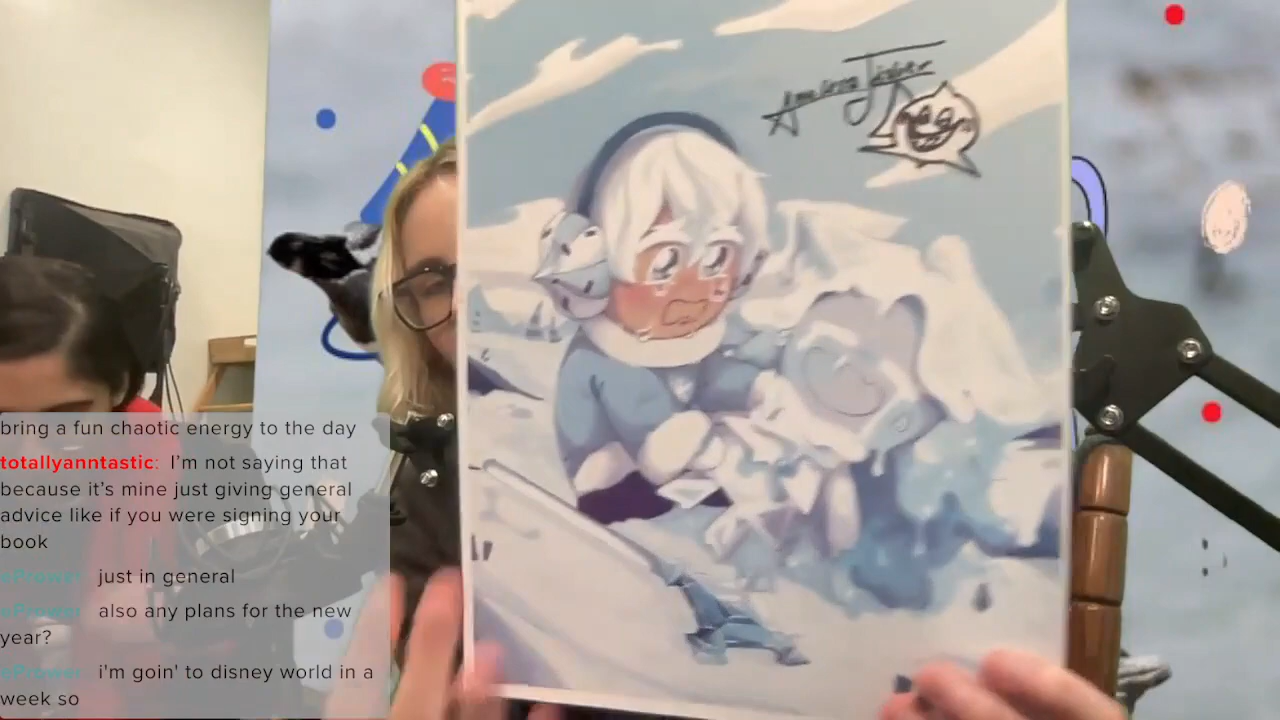 bring a fun chaotic energy to the day
totallyanntastic: I'm not saying that
because it's mine just giving general
advice like if you were signing your
book
just in general
also any plans for the new
year?
i'm goin' to disney world in a
week so